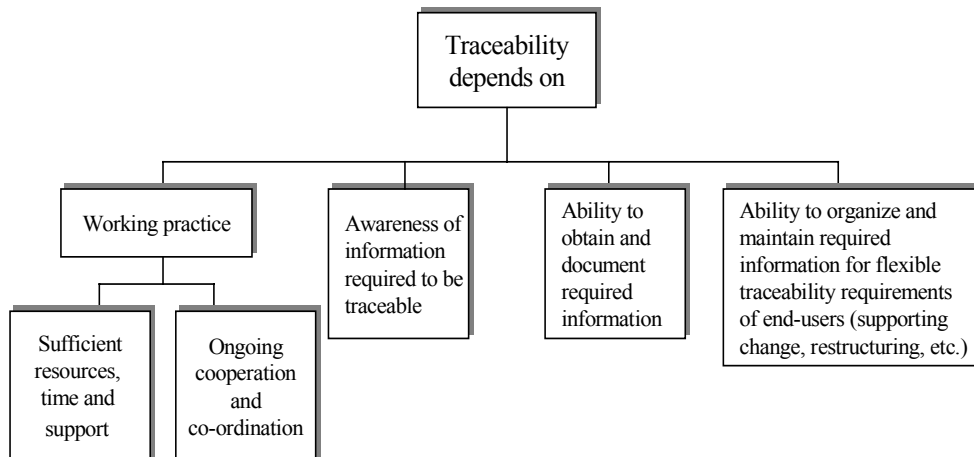 Traceability
depends on
Working practice
Awareness of
information
required to be
traceable
Ability to
obtain and
document
required
information
Ability to organize and
maintain required
information for flexible
traceability requirements
of end-users (supporting
change, restructuring, etc.)
Sufficient
resources,
time and
support
Ongoing
cooperation
and
co-ordination